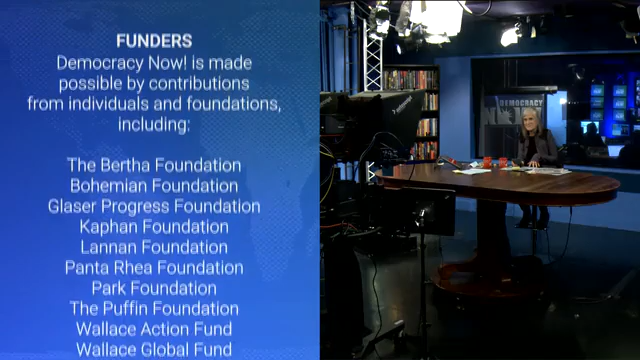 FUNDERS
Democracy Now! is made
possible by contributions
from individuals and foundations,
including:
The Bertha Foundation
Bohemian Foundation
Glaser Progress Foundation
Kaphan Foundation
Lannan Foundation
Panta Rhea Foundation
Park Foundation
The Puffin Foundation
Wallace Action Fund
Wallace Global Fund
DEMOCRACY